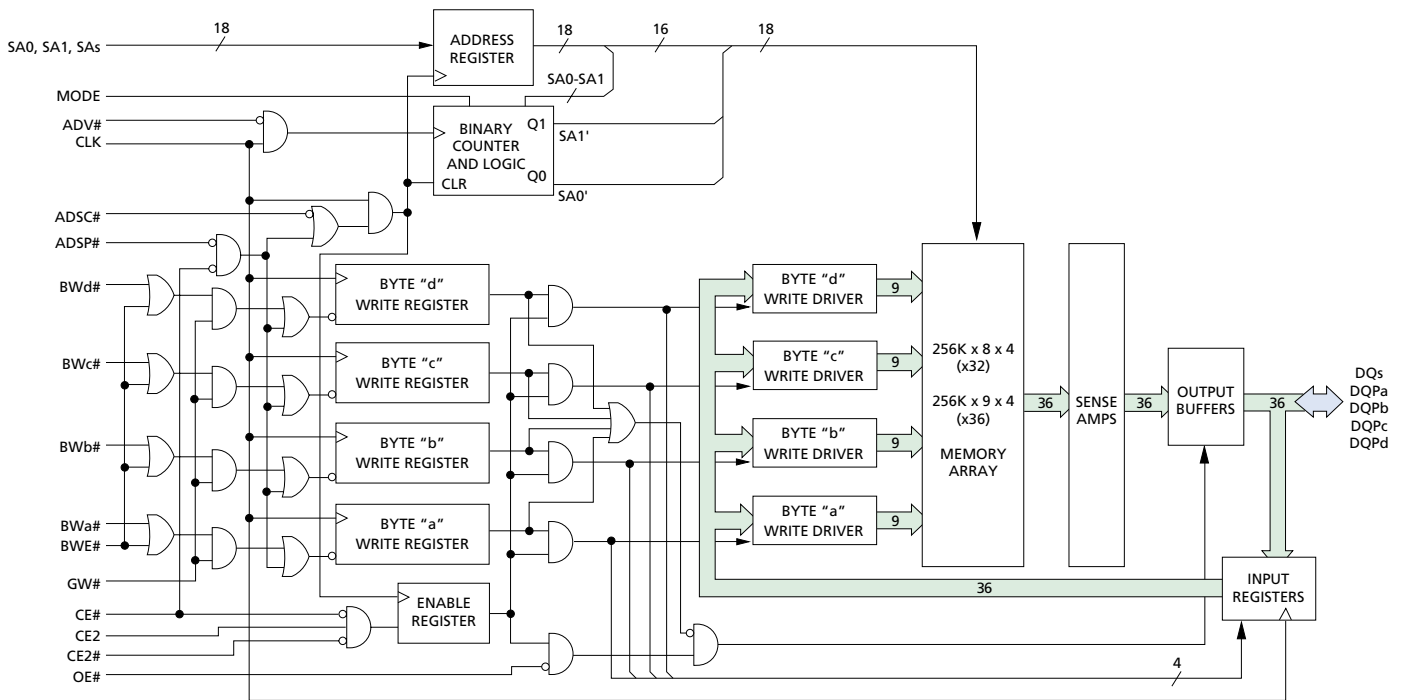 SA0, SA1, SAs
18
ADDRESS
REGISTER
18
16
18
SA0-SA1
MODE
ADV#
CLK
BINARY
COUNTER
AND LOGIC
Q1
Q0
CLR
SA1'
SA0'
ADSC#
ADSP#
BWd#
BYTE “d”
WRITE REGISTER
BYTE “d”
WRITE DRIVER
9
BWc#
BYTE “c”
WRITE REGISTER
BYTE “c”
WRITE DRIVER
9
BWb#
BYTE “b”
WRITE REGISTER
BYTE “b”
WRITE DRIVER
9
BWa#
BWE#
BYTE “a”
WRITE REGISTER
BYTE “a”
WRITE DRIVER
9
256K x 8 x 4
(x32)
256K x 9 x 4
(x36)
MEMORY
ARRAY
36
SENSE
AMPS
36
OUTPUT
BUFFERS
36
DQs
DQPa
DQPb
DQPc
DQPd
GW#
CE#
CE2
CE2#
OE#
ENABLE
REGISTER
36
INPUT
REGISTERS
4